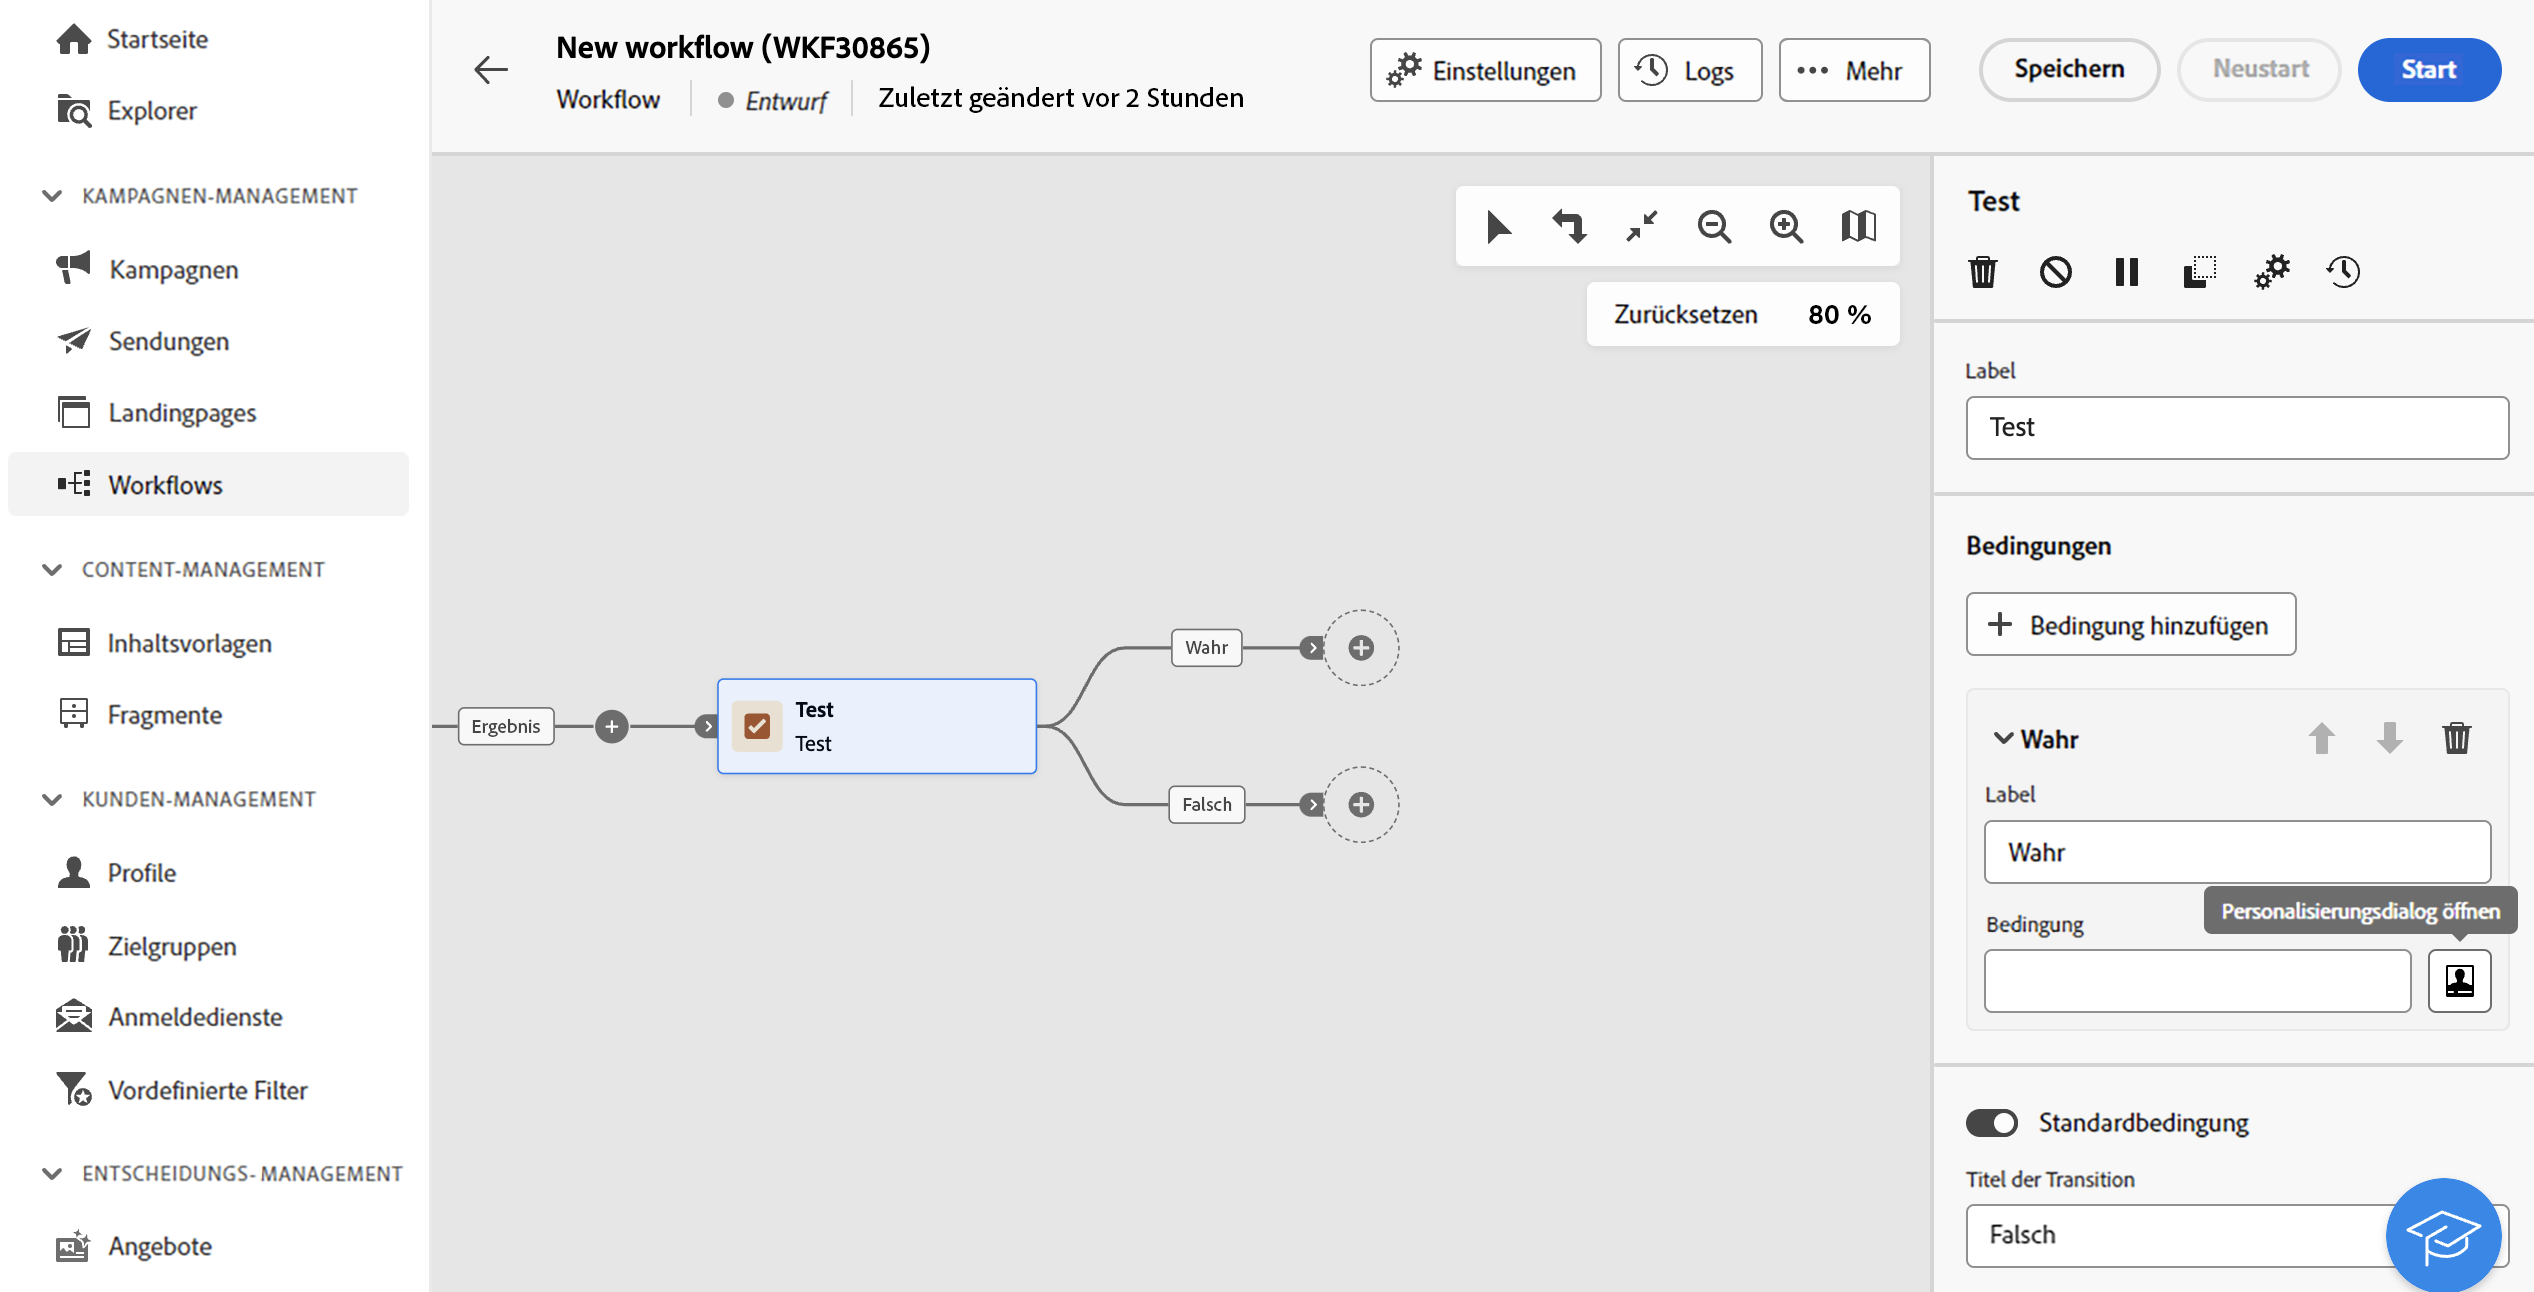 Startseite
Explorer
KAMPAGNEN-MANAGEMENT
Kampagnen
Sendungen
Landingpages
Workflows
CONTENT-MANAGEMENT
Inhaltsvorlagen
Fragmente
KUNDEN-MANAGEMENT
Profile
Zielgruppen
Anmeldedienste
Vordefinierte Filter
ENTSCHEIDUNGS- MANAGEMENT
Angebote
New workflow (WKF30865)
Workflow
Entwurf
Zuletzt geändert vor 2 Stunden
Einstellungen
Logs
Mehr
Speichern
Neustart
Start
Zurücksetzen 80 %
Ergebnis
Test
Test
Wahr
Falsch
Test
Label
Test
Bedingungen
Bedingung hinzufügen
Wahr
Label
Wahr
Personalisierungsdialog öffnen
Bedingung
Standardbedingung
Titel der Transition
Falsch